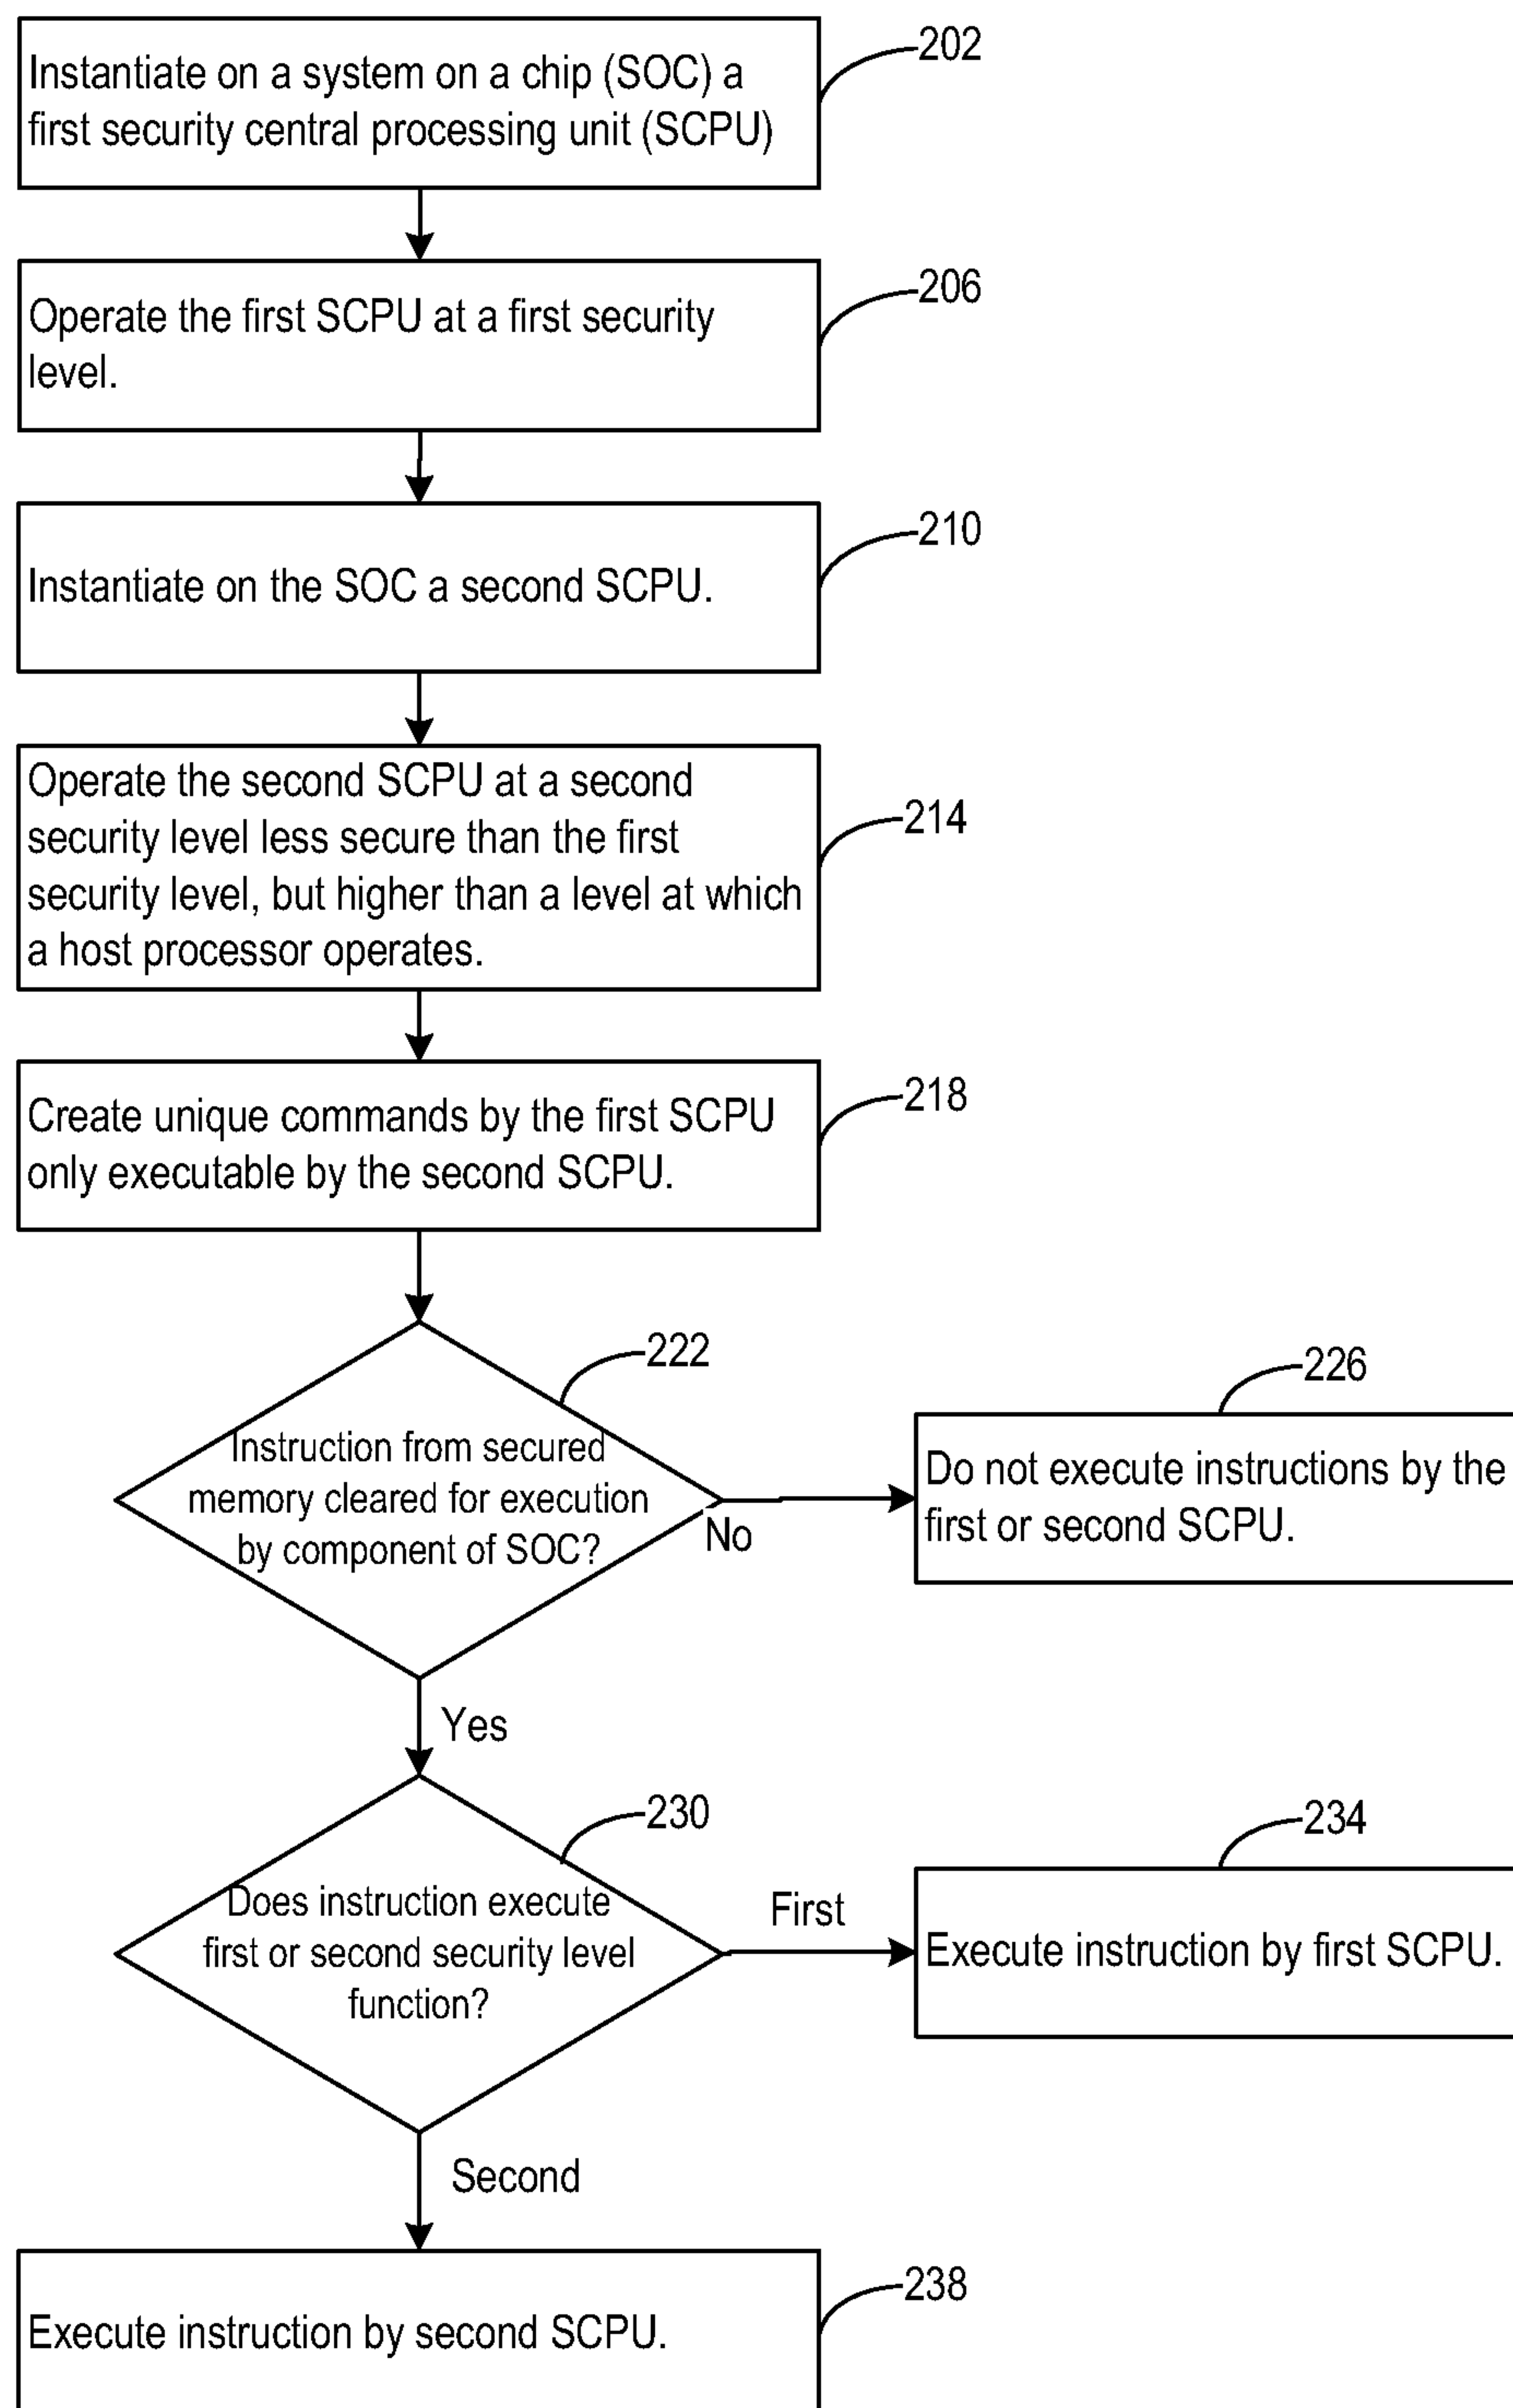 Instantiate on a system on a chip (SOC) a
first security central processing unit (SCPU)
202
Operate the first SCPU at a first security
level.
206
Instantiate on the SOC a second SCPU.
210
Operate the second SCPU at a second
security level less secure than the first
security level, but higher than a level at which
a host processor operates.
214
Create unique commands by the first SCPU
only executable by the second SCPU.
218
222
Instruction from secured
memory cleared for execution
by component of SOC?
No
226
Do not execute instructions by the
first or second SCPU.
Yes
230
Does instruction execute
first or second security level
function?
First
234
Execute instruction by first SCPU.
Second
Execute instruction by second SCPU.
238